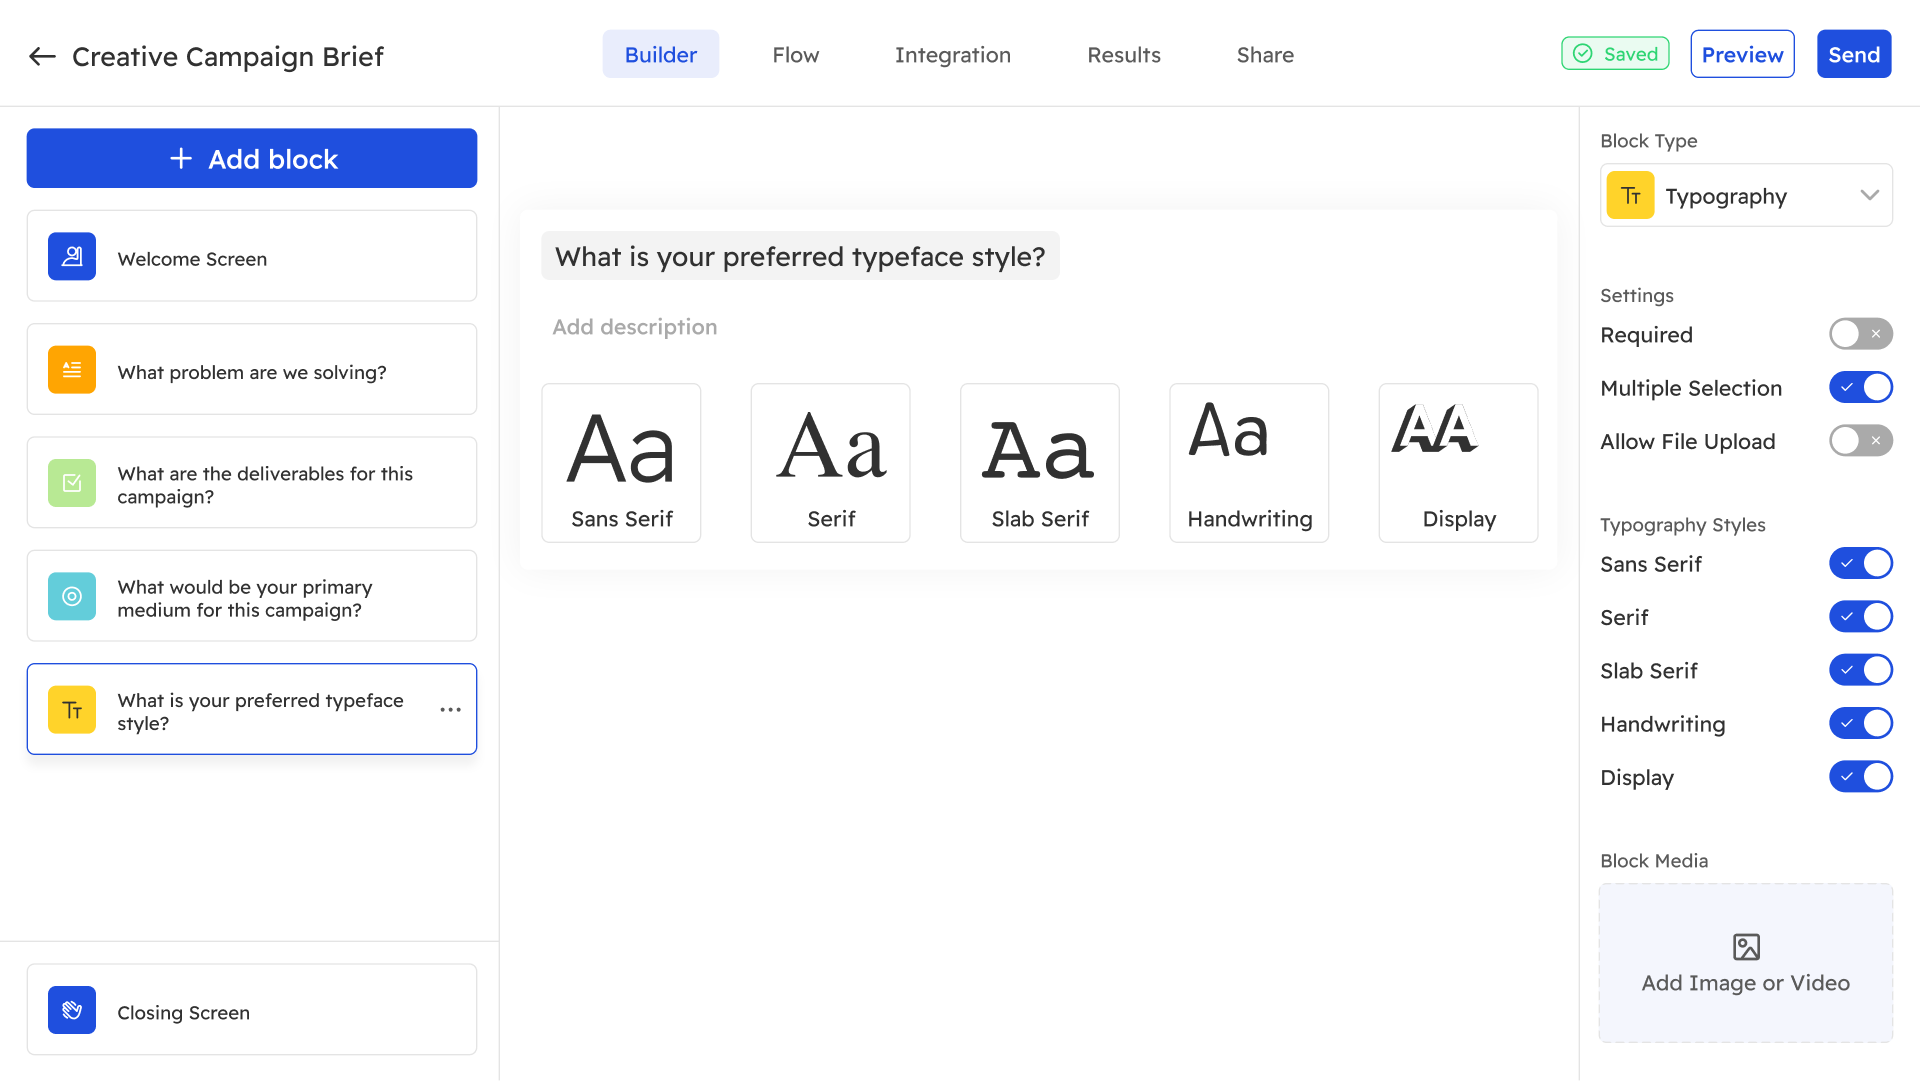 Creative Campaign Brief
Builder
Flow
Integration
Results
Share
Saved
Preview
Send
Add block
Welcome Screen
What problem are we solving?
What are the deliverables for this
campaign?
What would be your primary
medium for this campaign?
What is your preferred typeface
style?
Closing Screen
What is your preferred typeface style?
Add description
Aa
Sans Serif
Aa
Serif
Aa
Slab Serif
Aa
Handwriting
AA
Display
Block Type
Tт Typography
Settings
Required
Multiple Selection
Allow File Upload
Typography Styles
Sans Serif
Serif
Slab Serif
Handwriting
Display
Block Media
Add Image or Video